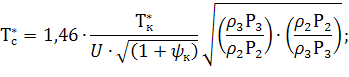 T*с = 1,46 · T*к / (U · √(1 + ψк)) √((ρ3P3 / ρ2P2) · (ρ2P2 / ρ3P3));